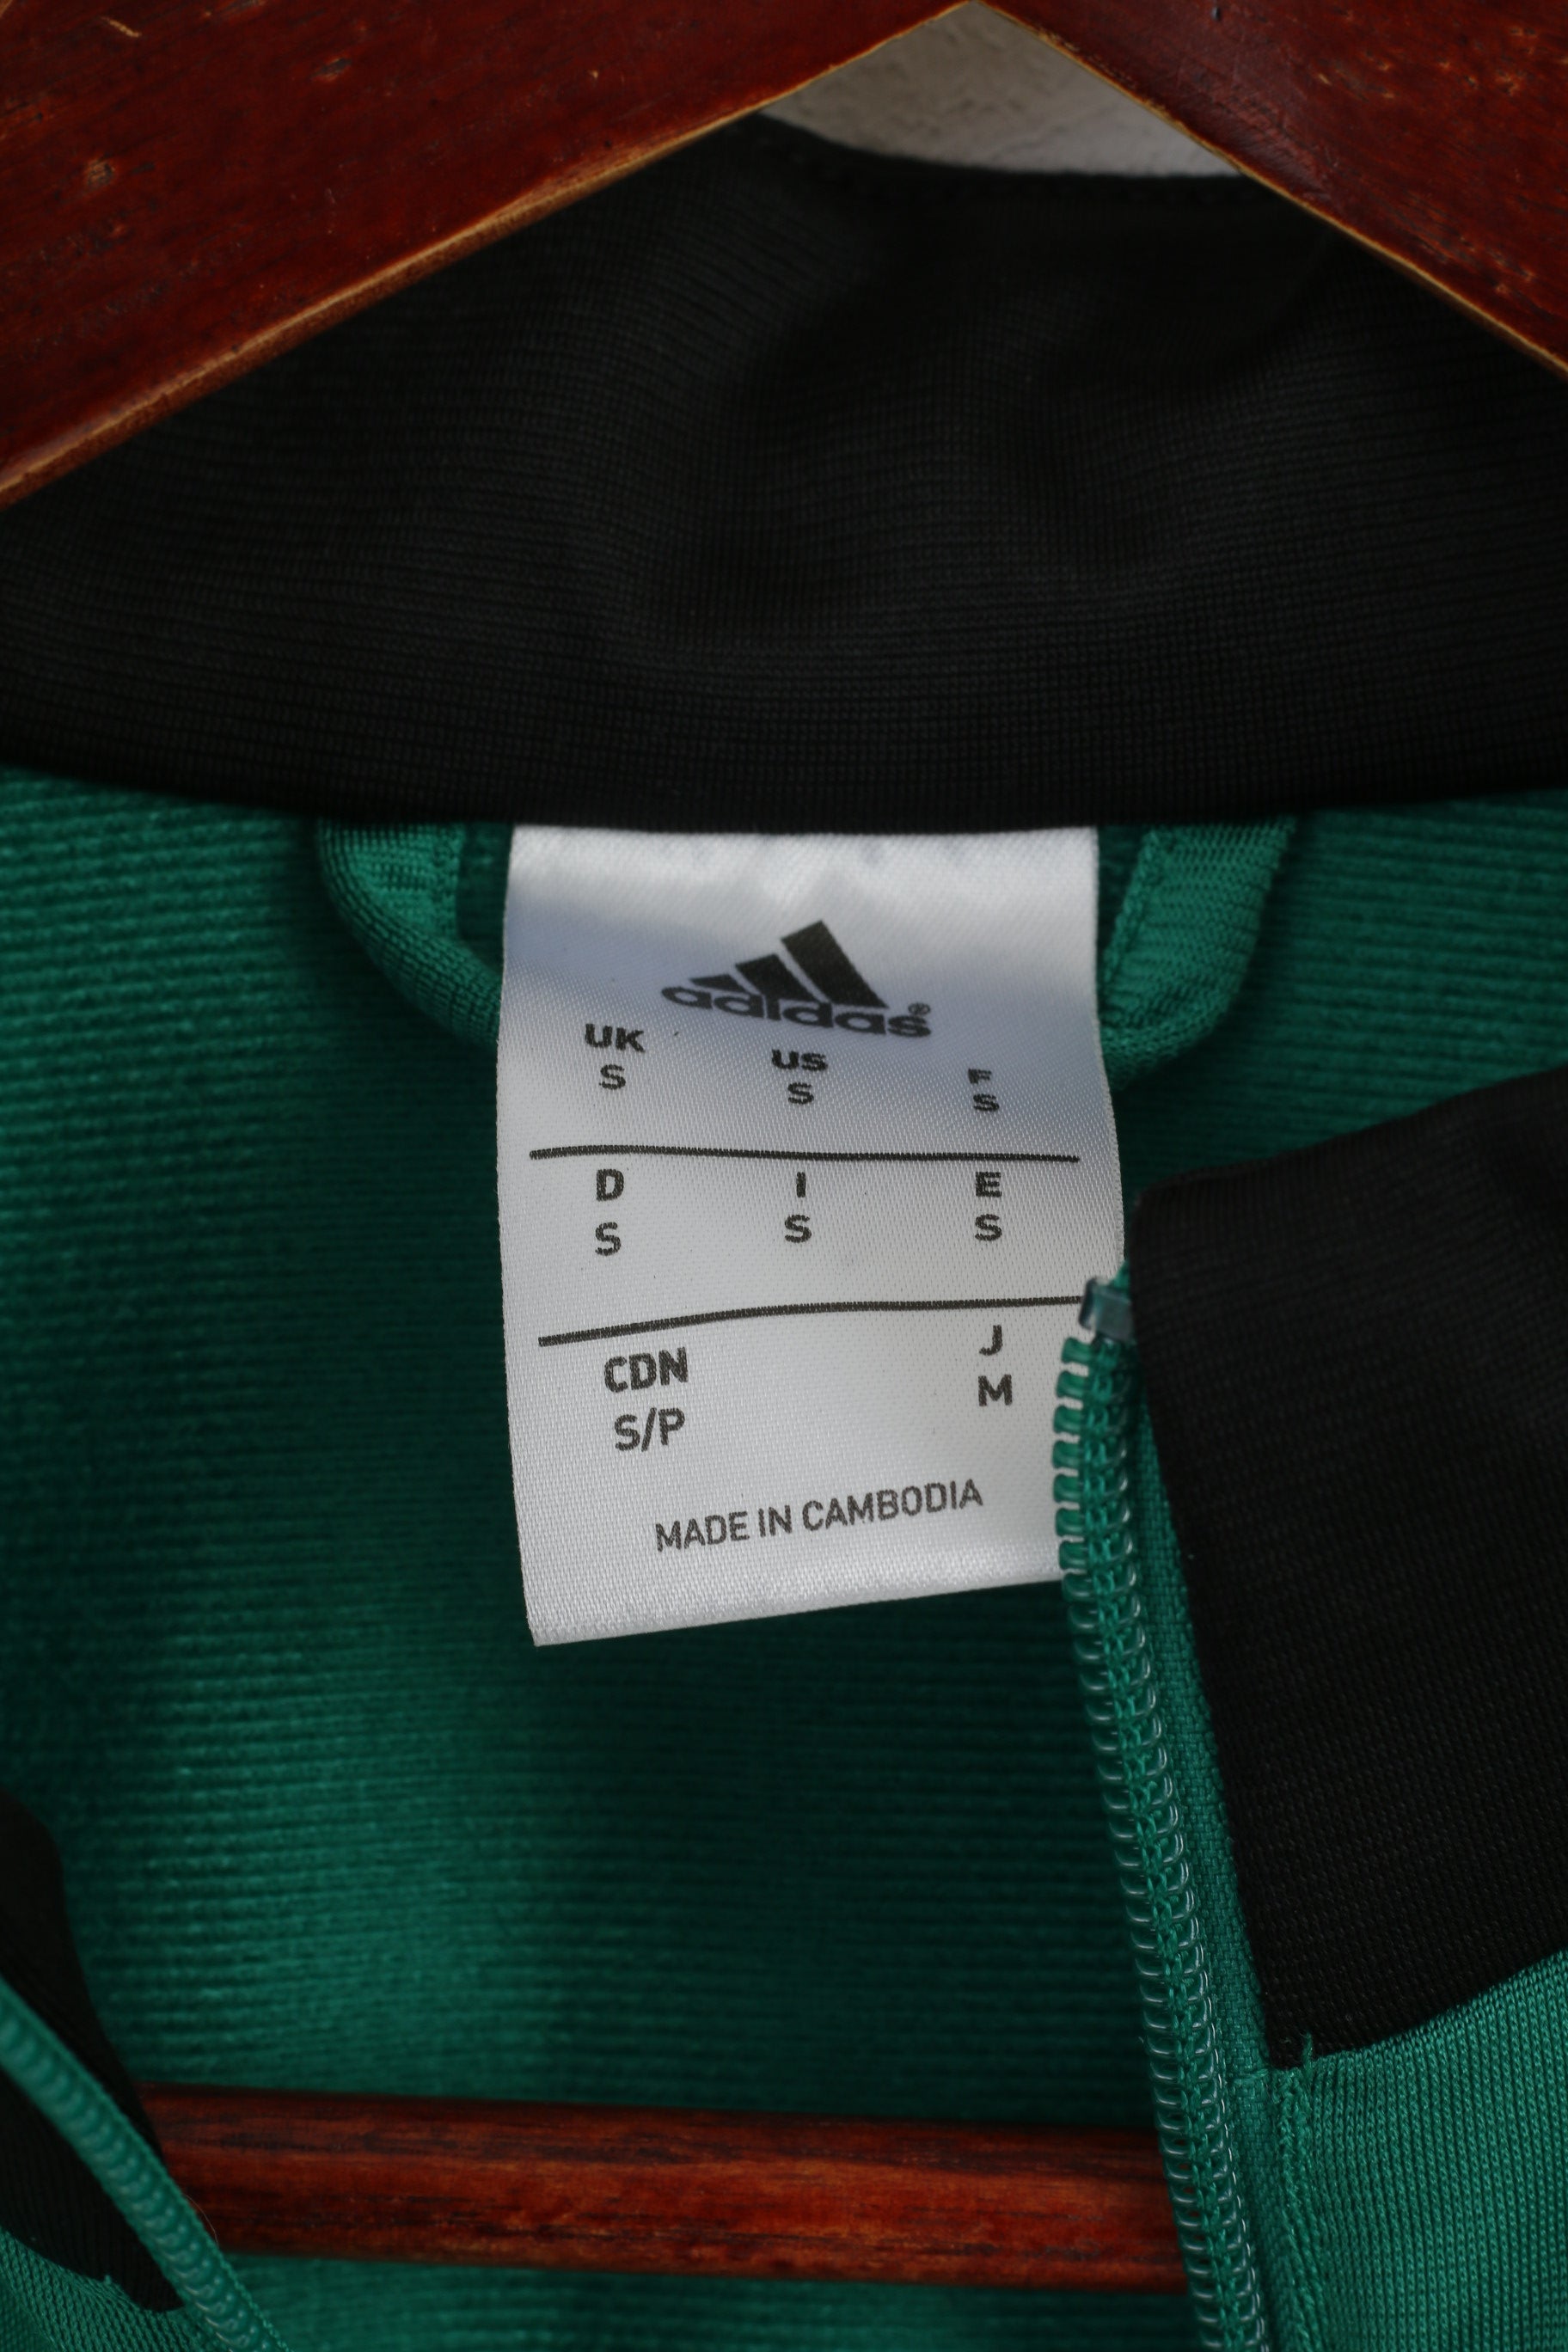 adidas®
UK US F
S S S
D I E
S S S
CDN J
S/P M
MADE IN CAMBODIA